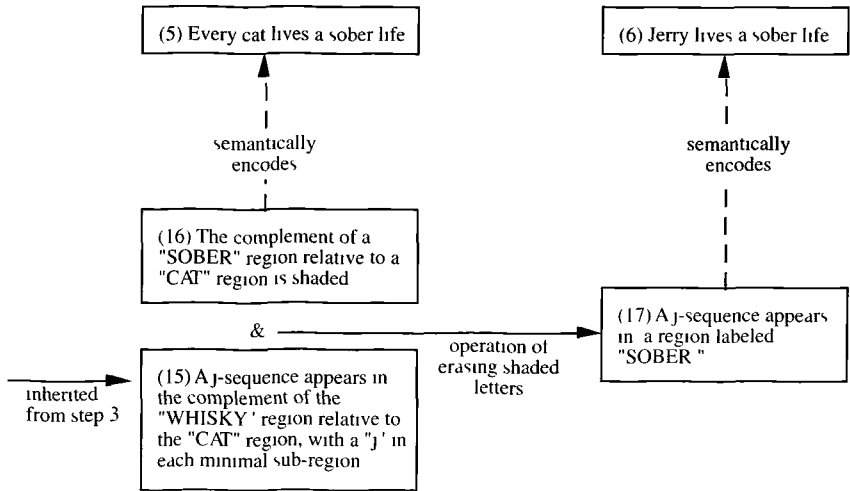 (5) Every cat lives a sober life
(6) Jerry lives a sober life
semantically
encodes
semantically
encodes
(16) The complement of a
"SOBER" region relative to a
"CAT" region is shaded
&
(17) A j-sequence appears
in a region labeled
"SOBER "
operation of
erasing shaded
letters
inherited
from step 3
(15) A j-sequence appears in
the complement of the
"WHISKY' region relative to
the "CAT" region, with a "j' in
each minimal sub-region